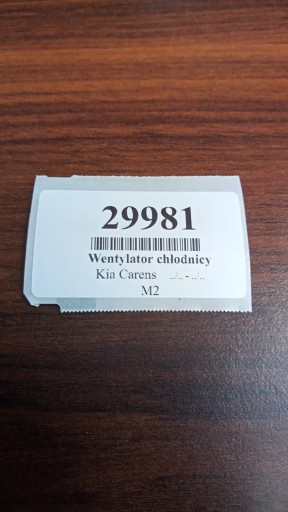 29981
Wentylator chłodnicy
Kia Carens ../.. - ../..
M2